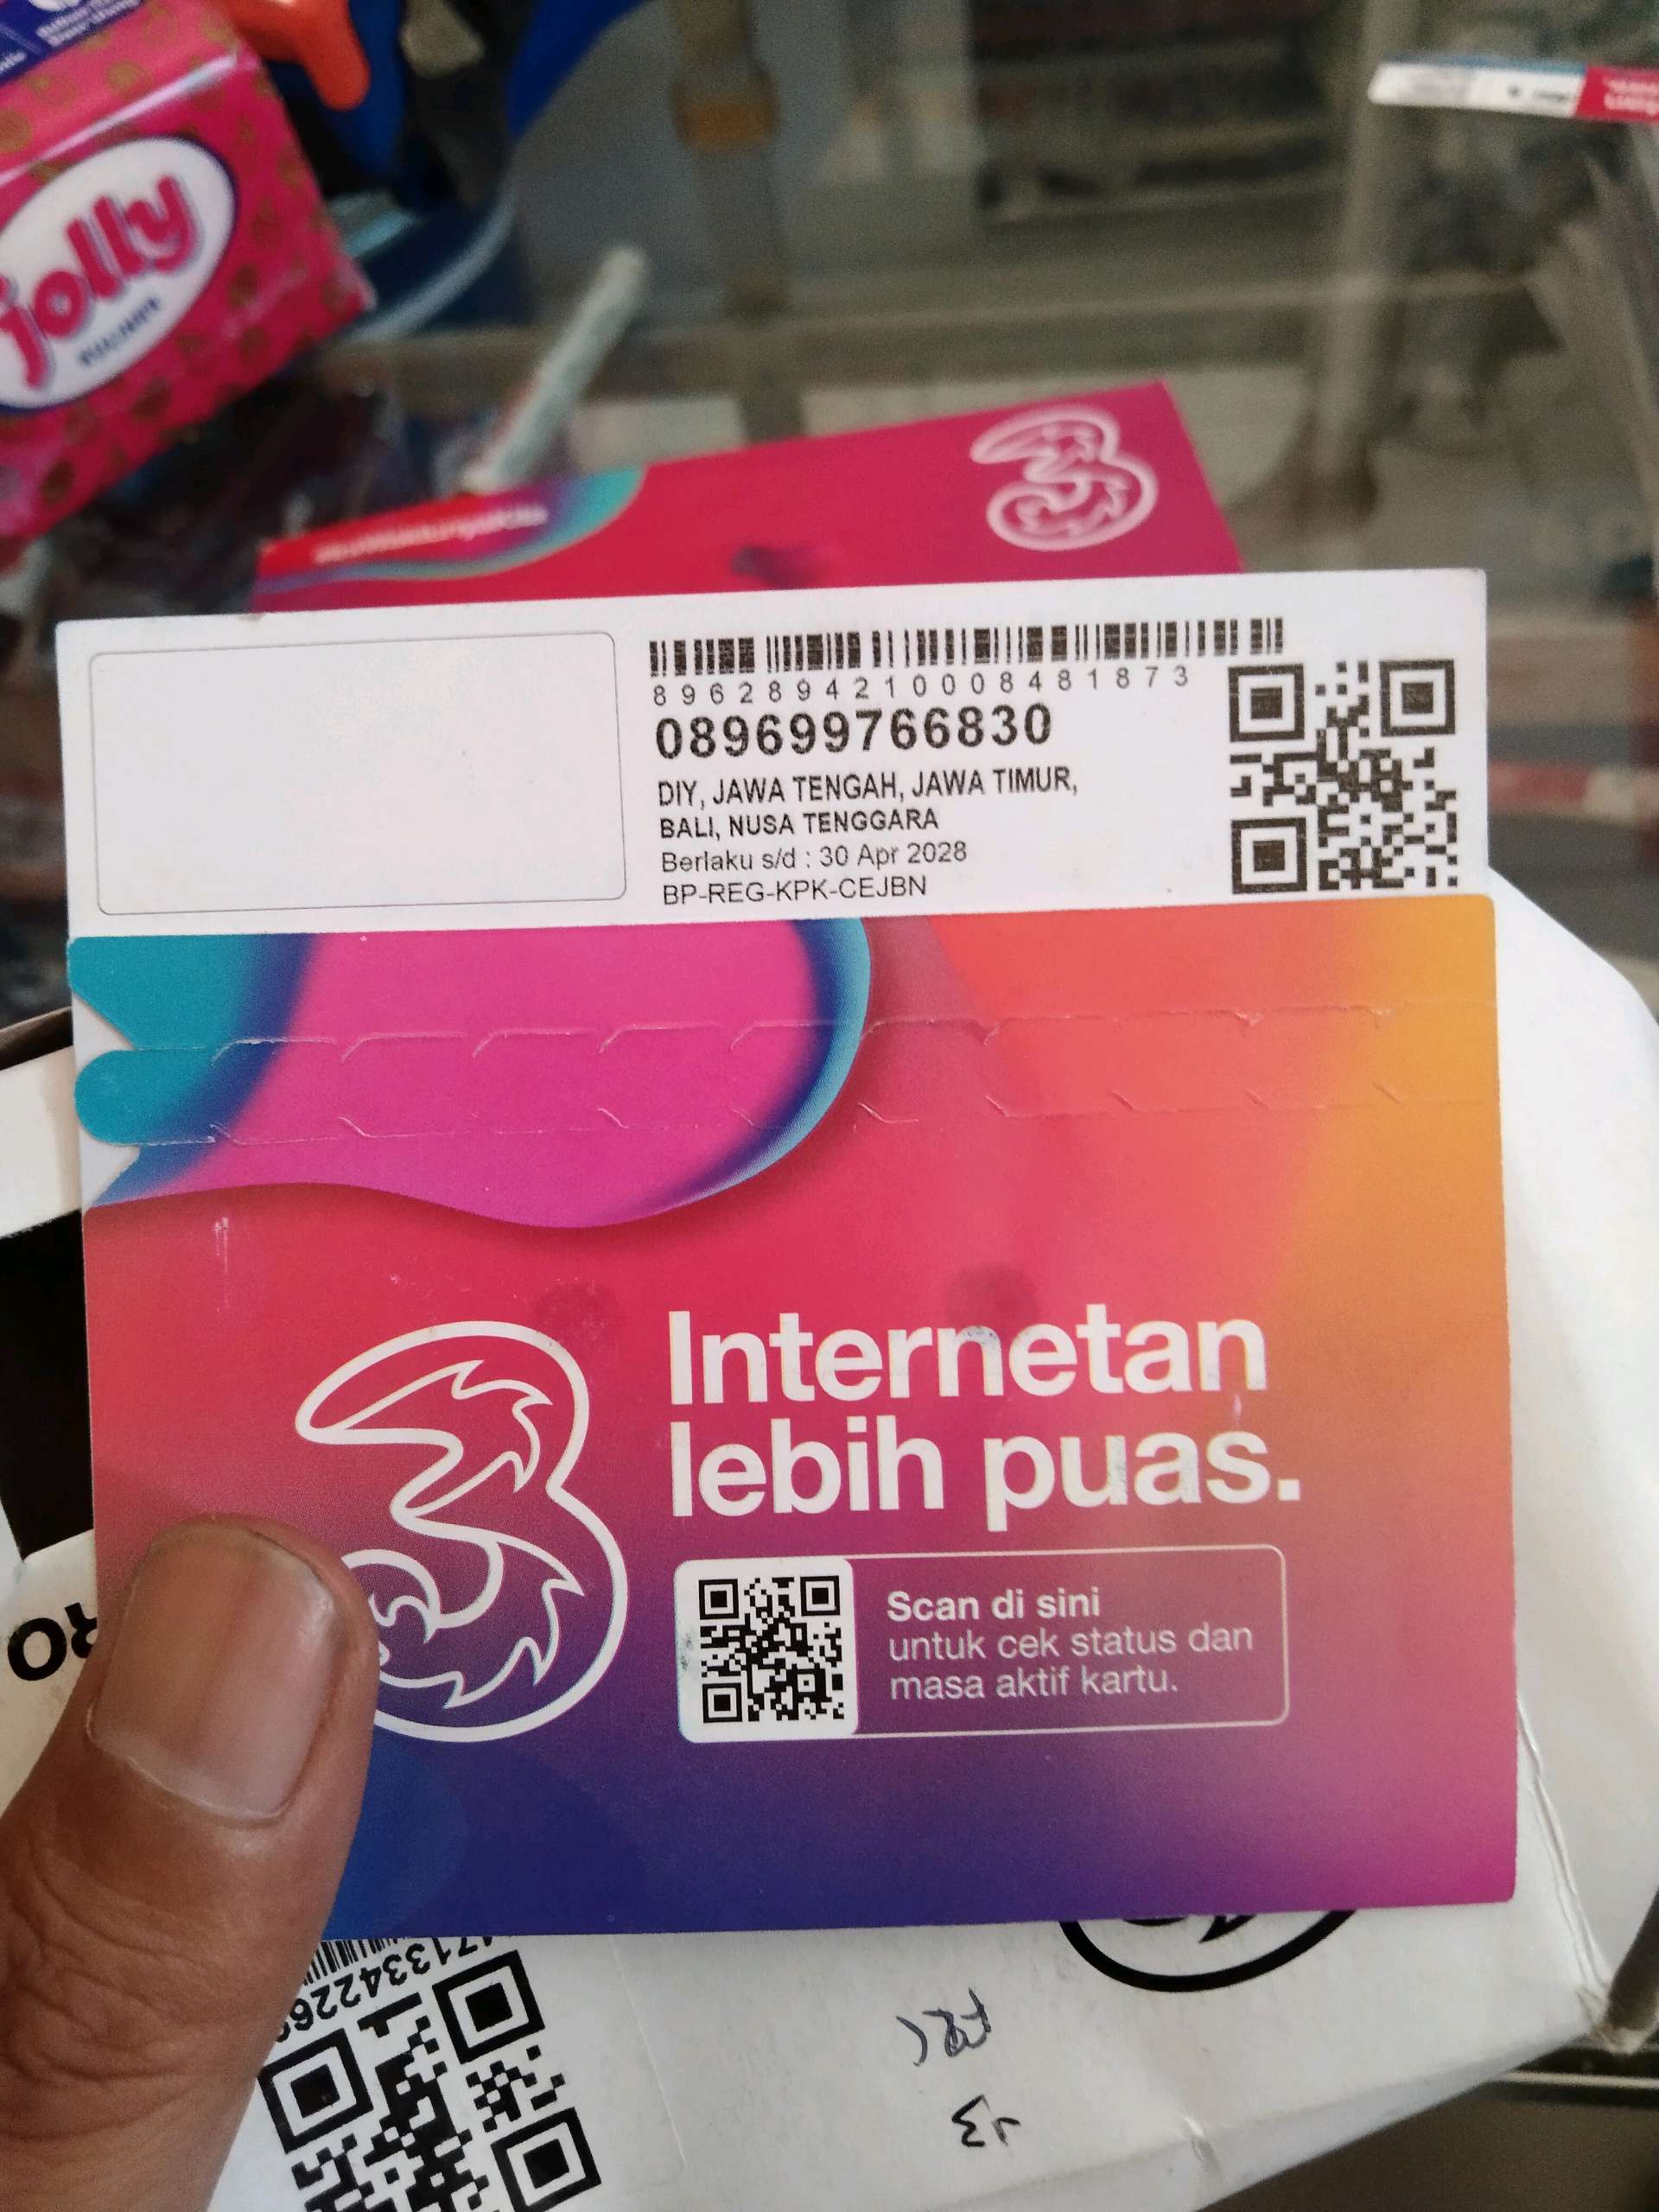 jolly
8962894210008481873
089699766830
DIY, JAWA TENGAH, JAWA TIMUR,
BALI, NUSA TENGGARA
Berlaku s/d : 30 Apr 2028
BP-REG-KPK-CEJBN
3
Internetan
lebih puas.
Scan di sini
untuk cek status dan
masa aktif kartu.